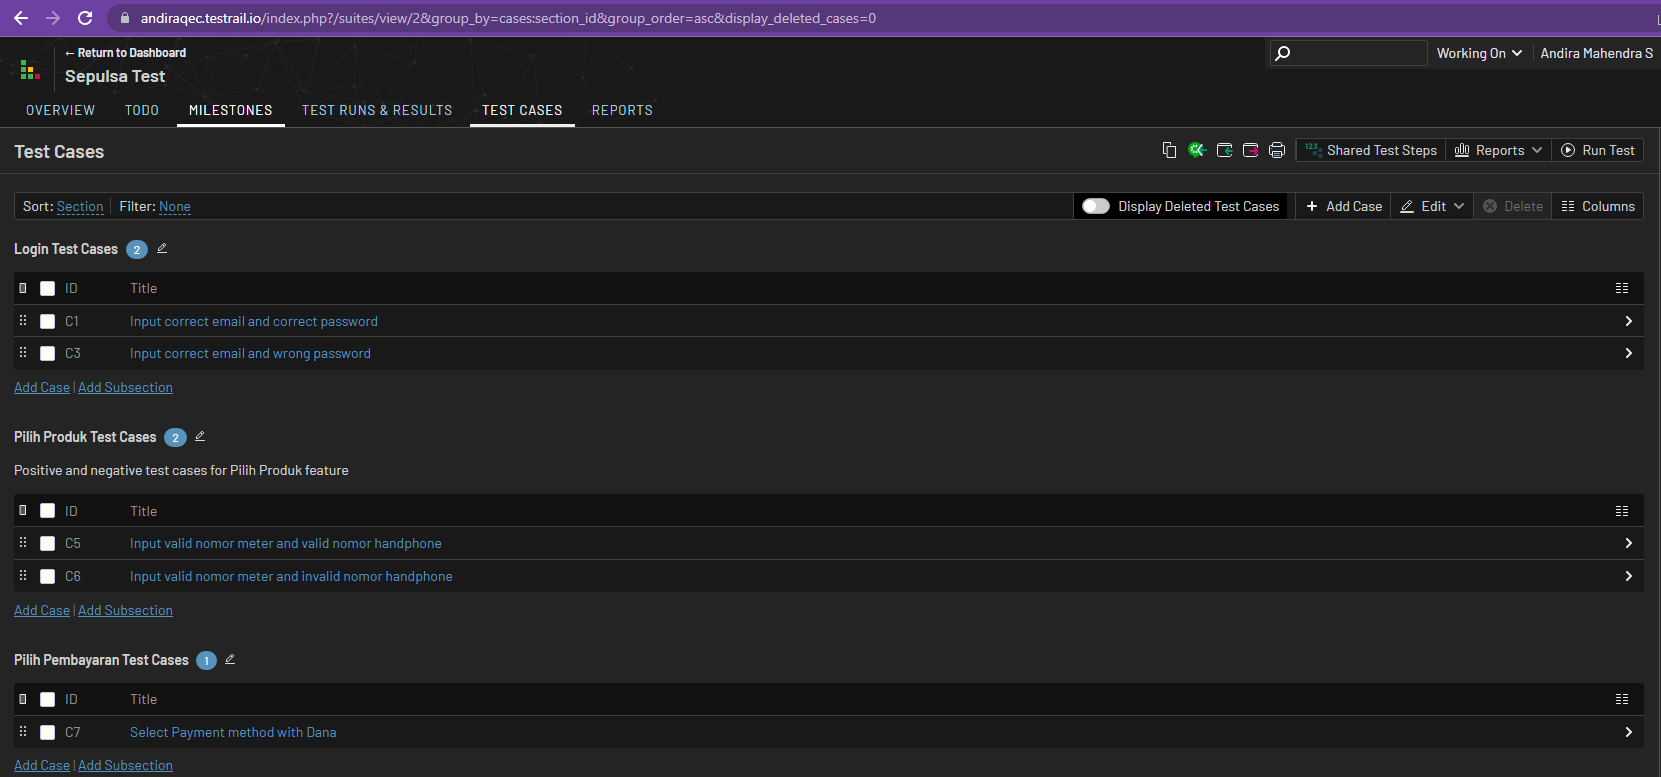 andiraqec.testrail.io/index.php?/suites/view/2&group_by=cases:section_id&group_order=asc&display_deleted_cases=0
← Return to Dashboard
Sepulsa Test
Working On
Andira Mahendra S
OVERVIEW TODO MILESTONES TEST RUNS & RESULTS TEST CASES REPORTS
Test Cases
123 Shared Test Steps Reports Run Test
Sort: Section Filter: None Display Deleted Test Cases + Add Case Edit Delete Columns
Login Test Cases 2
ID Title
C1 Input correct email and correct password
C3 Input correct email and wrong password
Add Case | Add Subsection
Pilih Produk Test Cases 2
Positive and negative test cases for Pilih Produk feature
ID Title
C5 Input valid nomor meter and valid nomor handphone
C6 Input valid nomor meter and invalid nomor handphone
Add Case | Add Subsection
Pilih Pembayaran Test Cases 1
ID Title
C7 Select Payment method with Dana
Add Case | Add Subsection